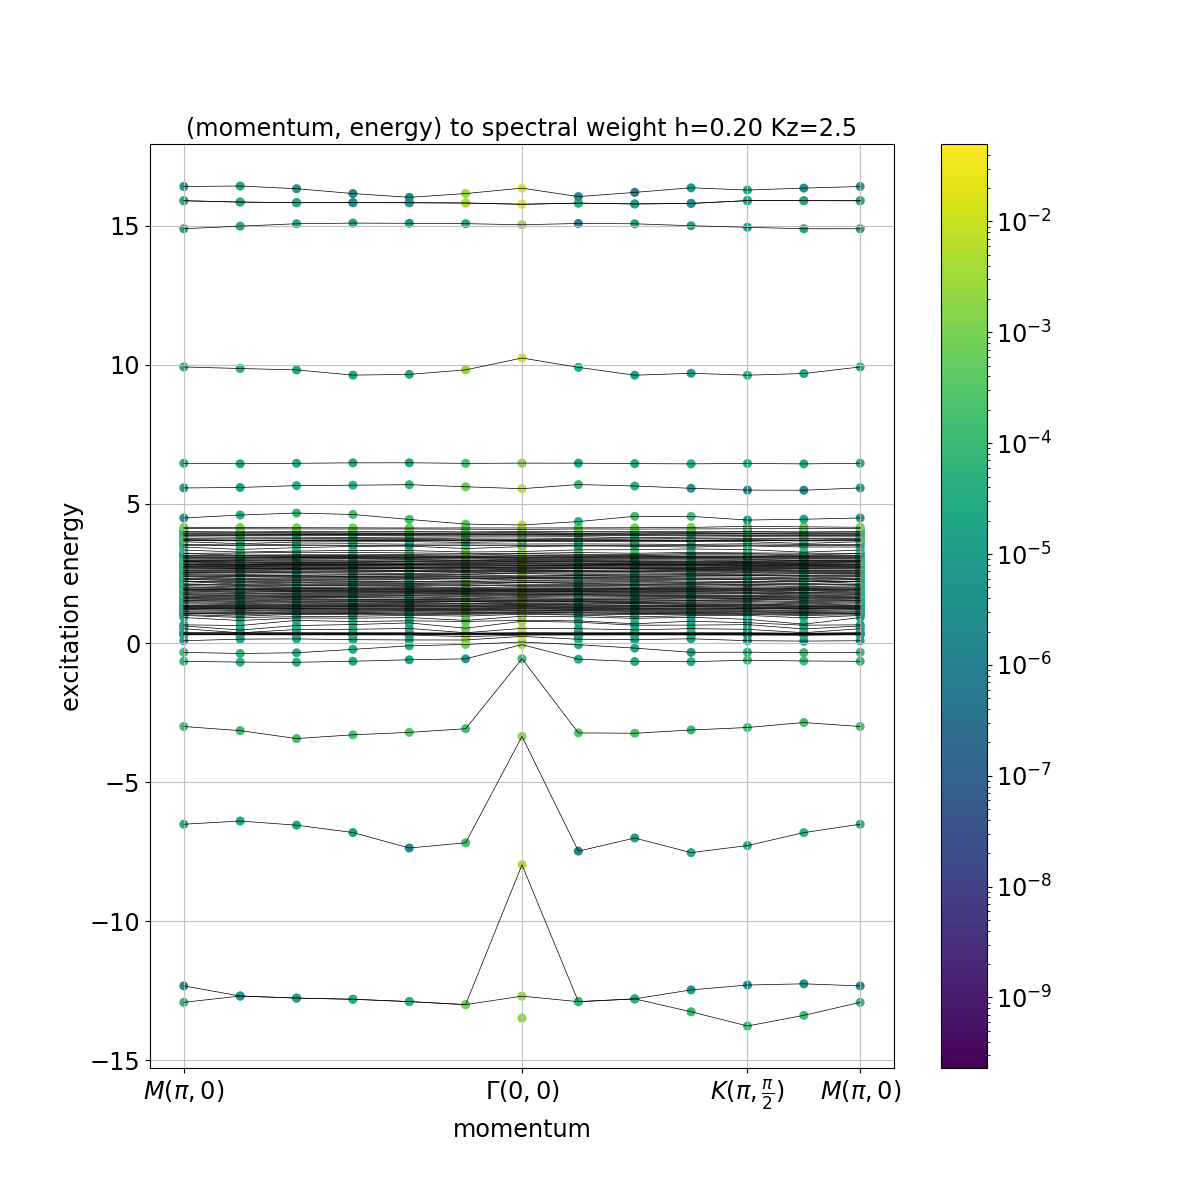 (momentum, energy) to spectral weight h=0.20 Kz=2.5
excitation energy
15
10
5
0
−5
−10
−15
M(π, 0)
Γ(0, 0)
K(π, π/2)
M(π, 0)
momentum
10⁻²
10⁻³
10⁻⁴
10⁻⁵
10⁻⁶
10⁻⁷
10⁻⁸
10⁻⁹